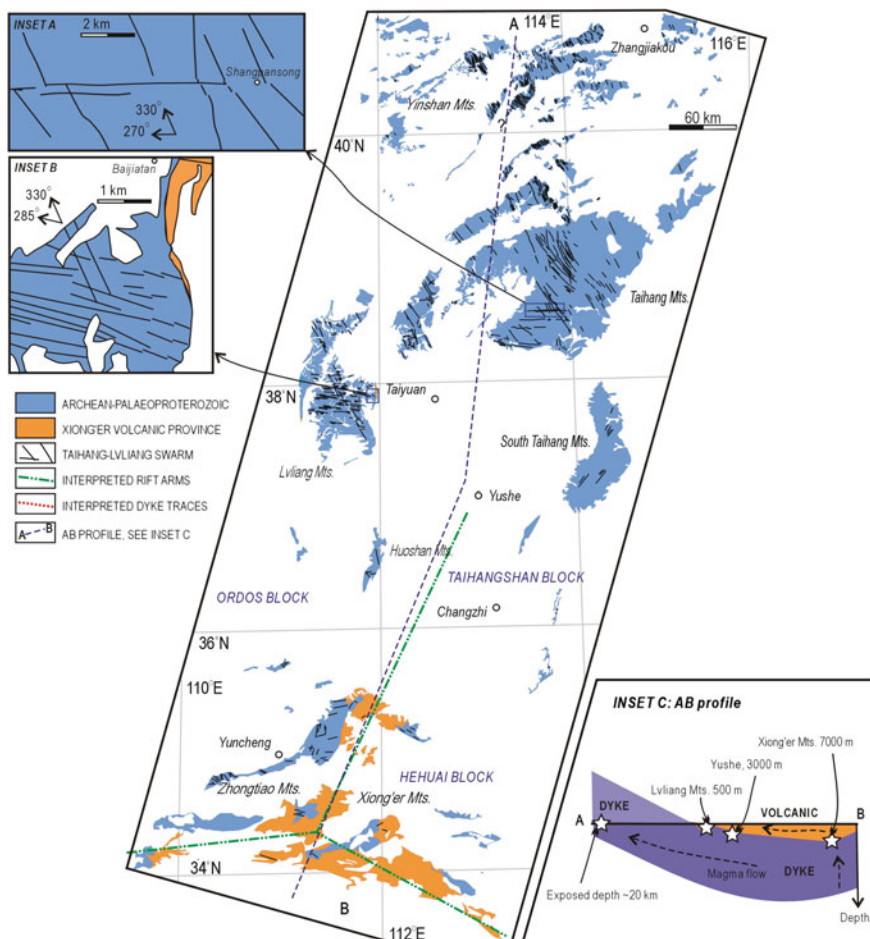 INSET A
2 km
Shangpansong
330°
270°
INSET B
Baijiatan
1 km
330°
285°
ARCHEAN-PALAEOPROTEROZOIC
XIONG'ER VOLCANIC PROVINCE
TAIHANG-LVLIANG SWARM
INTERPRETED RIFT ARMS
INTERPRETED DYKE TRACES
A B AB PROFILE, SEE INSET C
A
114°E
Zhangjiakou
116°E
Yinshan Mts.
?
40°N
60 km
Taihang Mts.
38°N
Taiyuan
South Taihang Mts.
Lvliang Mts.
Yushe
Huoshan Mts.
TAIHANGSHAN BLOCK
ORDOS BLOCK
Changzhi
36°N
110°E
Yuncheng
HEHUAI BLOCK
Zhongtiao Mts.
Xiong'er Mts.
34°N
B
112°E
INSET C: AB profile
Xiong'er Mts. 7000 m
Yushe, 3000 m
Lvliang Mts. 500 m
A
DYKE
VOLCANIC
B
Magma flow
DYKE
Exposed depth ~20 km
Depth